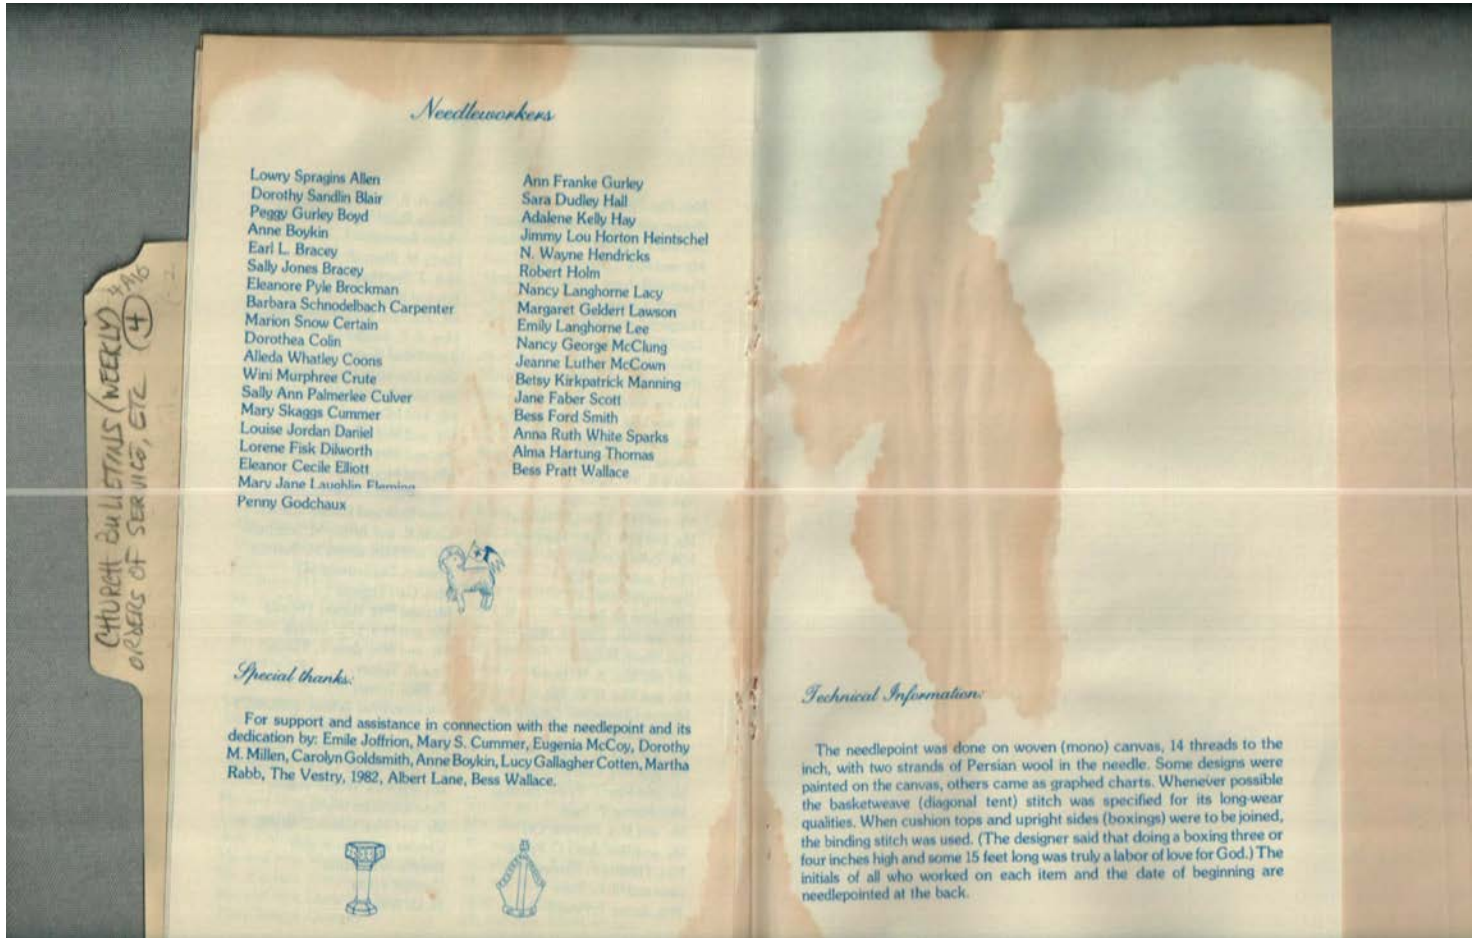 Needleworkers
Lowry Spragins Allen
Dorothy Sandlin Blair
Peggy Gurley Boyd
Anne Boykin
Earl L. Bracey
Sally Jones Bracey
Eleanore Pyle Brockman
Barbara Schnodelbach Carpenter
Marion Snow Certain
Dorothea Colin
Alleda Whatley Coons
Wini Murphree Crute
Sally Ann Palmerlee Culver
Mary Skaggs Cummer
Louise Jordan Daniel
Lorene Fisk Dilworth
Eleanor Cecile Elliott
Mary Jane Laughlin Fleming
Penny Godchaux
Ann Franke Gurley
Sara Dudley Hall
Adalene Kelly Hay
Jimmy Lou Horton Heintschel
N. Wayne Hendricks
Robert Holm
Nancy Langhorne Lacy
Margaret Geldert Lawson
Emily Langhorne Lee
Nancy George McClung
Jeanne Luther McCown
Betsy Kirkpatrick Manning
Jane Faber Scott
Bess Ford Smith
Anna Ruth White Sparks
Alma Hartung Thomas
Bess Pratt Wallace
Special thanks:
For support and assistance in connection with the needlepoint and its
dedication by: Emile Joffrion, Mary S. Cummer, Eugenia McCoy, Dorothy
M. Millen, Carolyn Goldsmith, Anne Boykin, Lucy Gallagher Cotten, Martha
Rabb, The Vestry, 1982, Albert Lane, Bess Wallace.
Technical Information:
The needlepoint was done on woven (mono) canvas, 14 threads to the
inch, with two strands of Persian wool in the needle. Some designs were
painted on the canvas, others came as graphed charts. Whenever possible
the basketweave (diagonal tent) stitch was specified for its long-wear
qualities. When cushion tops and upright sides (boxings) were to be joined,
the binding stitch was used. (The designer said that doing a boxing three or
four inches high and some 15 feet long was truly a labor of love for God.) The
initials of all who worked on each item and the date of beginning are
needlepointed at the back.
CHURCH BULLETINS (WEEKLY)
ORDERS OF SERVICE, ETC 4